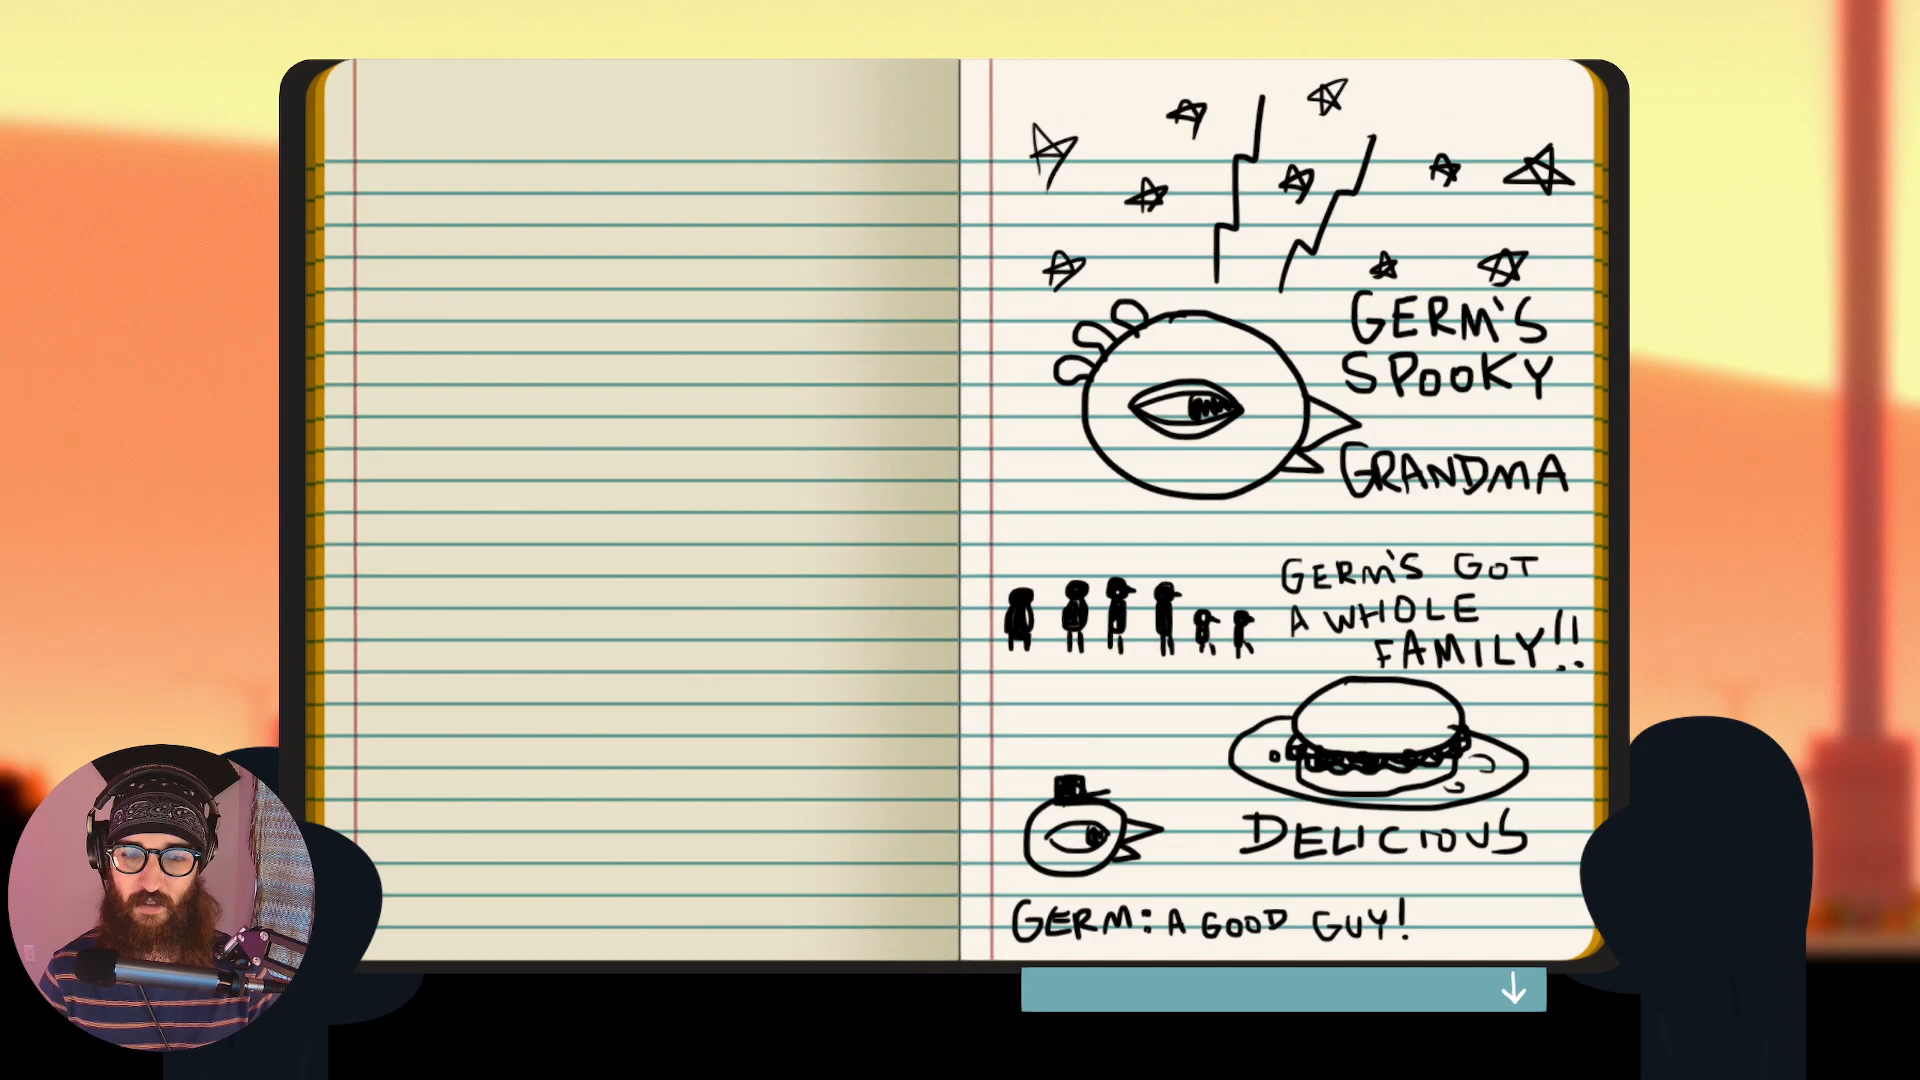 GERM'S
SPOOKY
GRANDMA
GERM'S GOT
A WHOLE
FAMILY!!
DELICIOUS
GERM: A GOOD GUY!